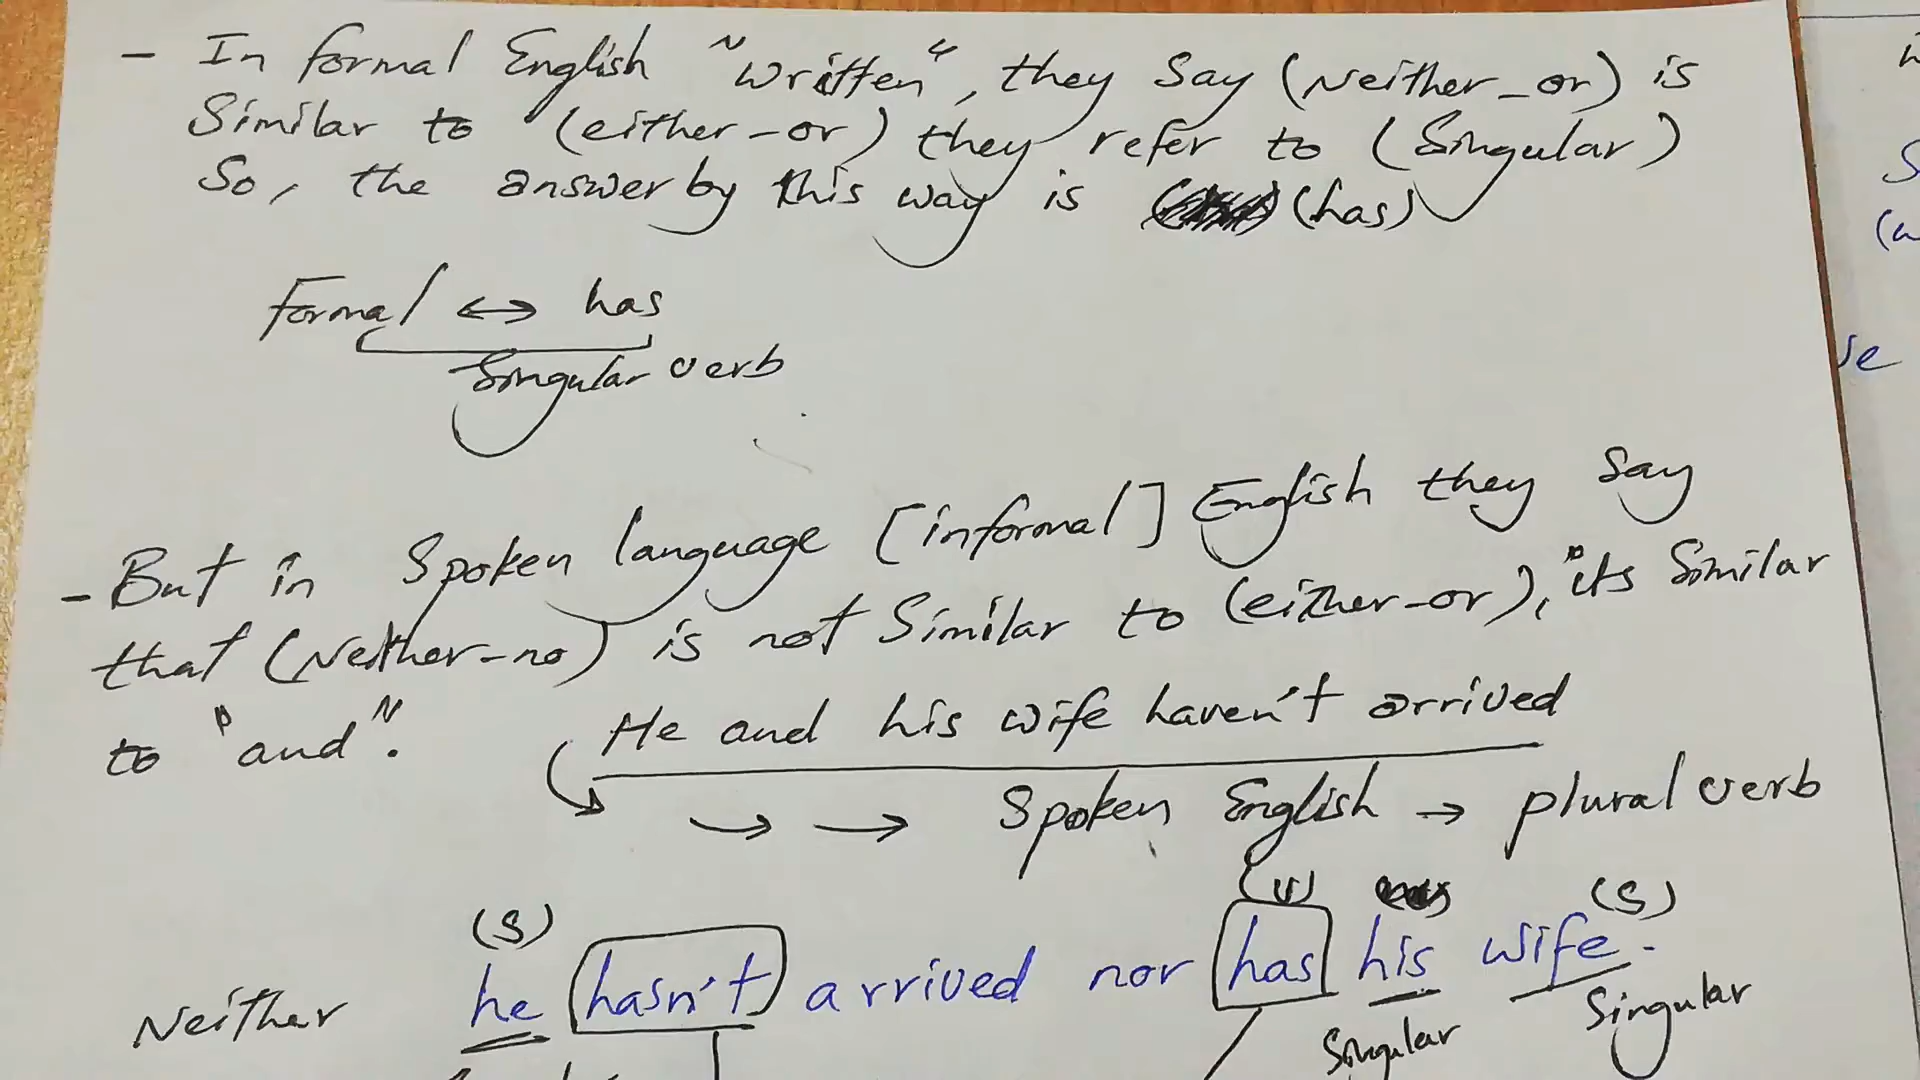 - In formal English "written", they say (Neither_or) is
Similar to (either-or) they refer to (Singular)
So, the answer by this way is (has)
Formal ↔ has
Singular verb
- But in Spoken language [informal] English they say
that (Neither-no) is not Similar to (either-or), "its Similar
to "and".
He and his wife haven't arrived
→ → Spoken English → plural verb
(S) (V) (S)
Neither he hasn't arrived nor has his wife.
Singular Singular
se